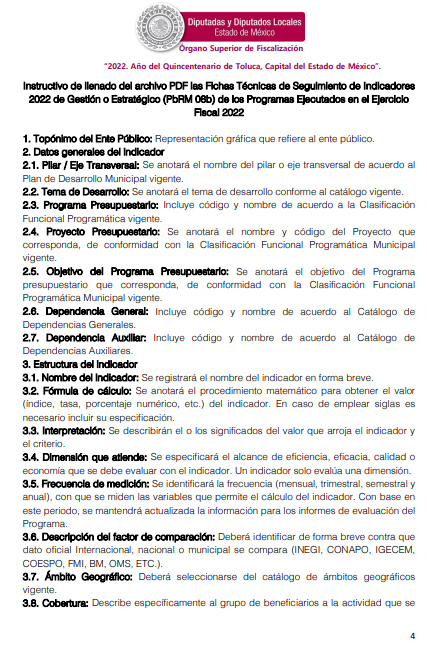 Diputadas y Diputados Locales
Estado de México
Órgano Superior de Fiscalización
"2022. Año del Quincentenario de Toluca, Capital del Estado de México".
Instructivo de llenado del archivo PDF las Fichas Técnicas de Seguimiento de Indicadores
2022 de Gestión o Estratégico (PbRM 08b) de los Programas Ejecutados en el Ejercicio
Fiscal 2022
1. Topónimo del Ente Público: Representación gráfica que refiere al ente público.
2. Datos generales del indicador
2.1. Pilar / Eje Transversal: Se anotará el nombre del pilar o eje transversal de acuerdo al
Plan de Desarrollo Municipal vigente.
2.2. Tema de Desarrollo: Se anotará el tema de desarrollo conforme al catálogo vigente.
2.3. Programa Presupuestario: Incluye código y nombre de acuerdo a la Clasificación
Funcional Programática vigente.
2.4. Proyecto Presupuestario: Se anotará el nombre y código del Proyecto que
corresponda, de conformidad con la Clasificación Funcional Programática Municipal
vigente.
2.5. Objetivo del Programa Presupuestario: Se anotará el objetivo del Programa
presupuestario que corresponda, de conformidad con la Clasificación Funcional
Programática Municipal vigente.
2.6. Dependencia General: Incluye código y nombre de acuerdo al Catálogo de
Dependencias Generales.
2.7. Dependencia Auxiliar: Incluye código y nombre de acuerdo al Catálogo de
Dependencias Auxiliares.
3. Estructura del indicador
3.1. Nombre del indicador: Se registrará el nombre del indicador en forma breve.
3.2. Fórmula de cálculo: Se anotará el procedimiento matemático para obtener el valor
(índice, tasa, porcentaje numérico, etc.) del indicador. En caso de emplear siglas es
necesario incluir su especificación.
3.3. Interpretación: Se describirán el o los significados del valor que arroja el indicador y
el criterio.
3.4. Dimensión que atiende: Se especificará el alcance de eficiencia, eficacia, calidad o
economía que se debe evaluar con el indicador. Un indicador solo evalúa una dimensión.
3.5. Frecuencia de medición: Se identificará la frecuencia (mensual, trimestral, semestral y
anual), con que se miden las variables que permite el cálculo del indicador. Con base en
este periodo, se mantendrá actualizada la información para los informes de evaluación del
Programa.
3.6. Descripción del factor de comparación: Deberá identificar de forma breve contra que
dato oficial Internacional, nacional o municipal se compara (INEGI, CONAPO, IGECEM,
COESPO, FMI, BM, OMS, ETC.).
3.7. Ámbito Geográfico: Deberá seleccionarse del catálogo de ámbitos geográficos
vigente.
3.8. Cobertura: Describe específicamente al grupo de beneficiarios a la actividad que se
4